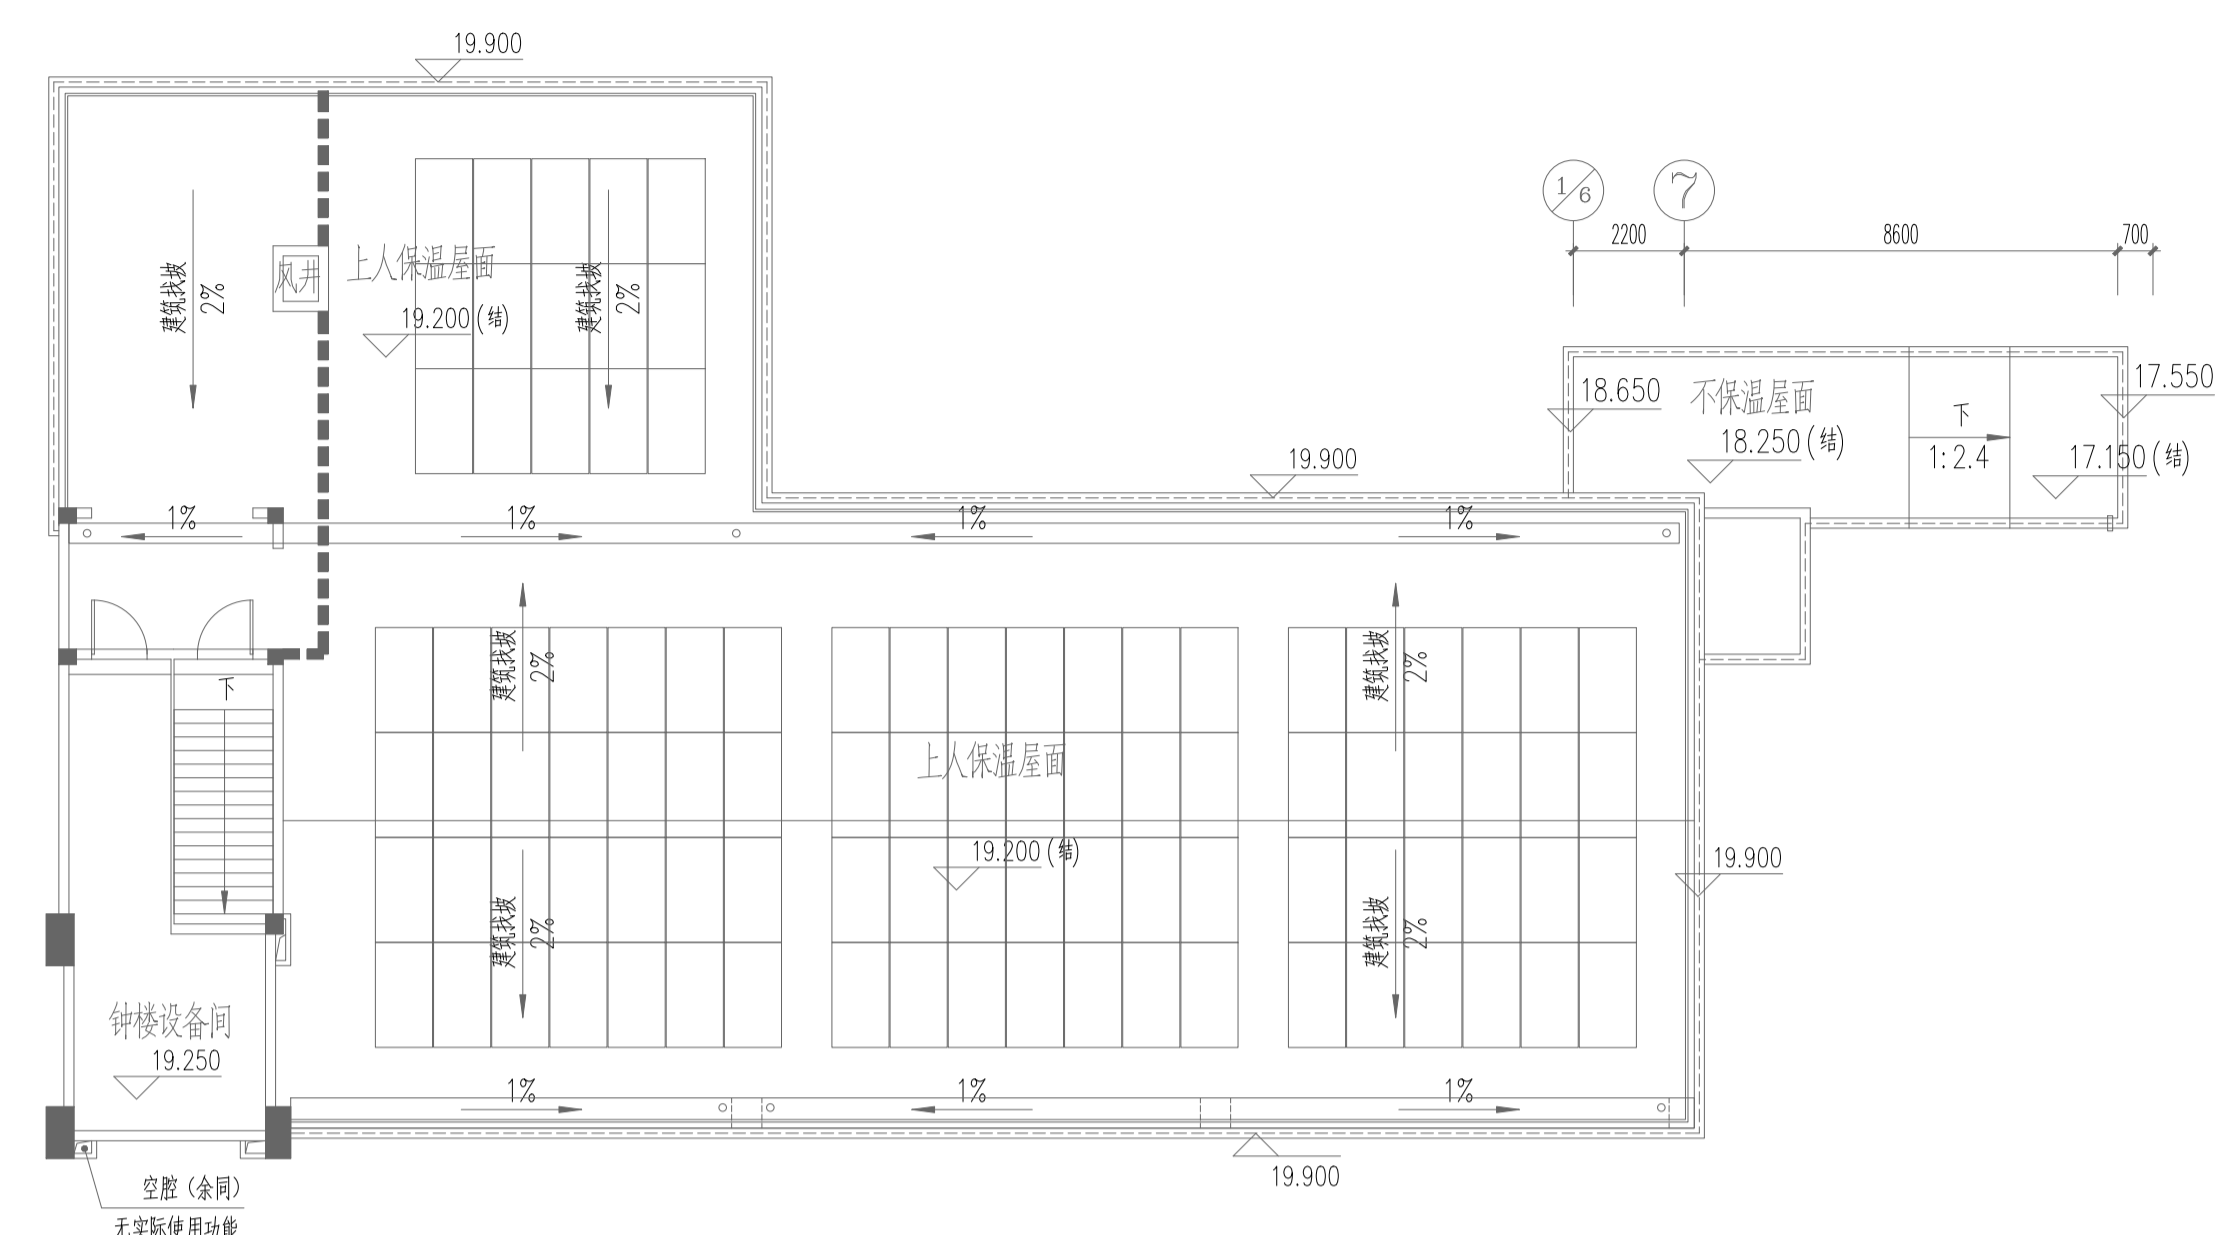 19.900
1/6
7
2200
8600
700
建筑找坡
2%
风井
上人保温屋面
19.200(结)
建筑找坡
2%
18.650
不保温屋面
18.250(结)
下
1:2.4
17.550
17.150(结)
19.900
1%
1%
1%
1%
下
建筑找坡
2%
建筑找坡
2%
上人保温屋面
19.200(结)
19.900
建筑找坡
2%
建筑找坡
2%
钟楼设备间
19.250
1%
1%
1%
19.900
空腔(余同)
无实际使用功能